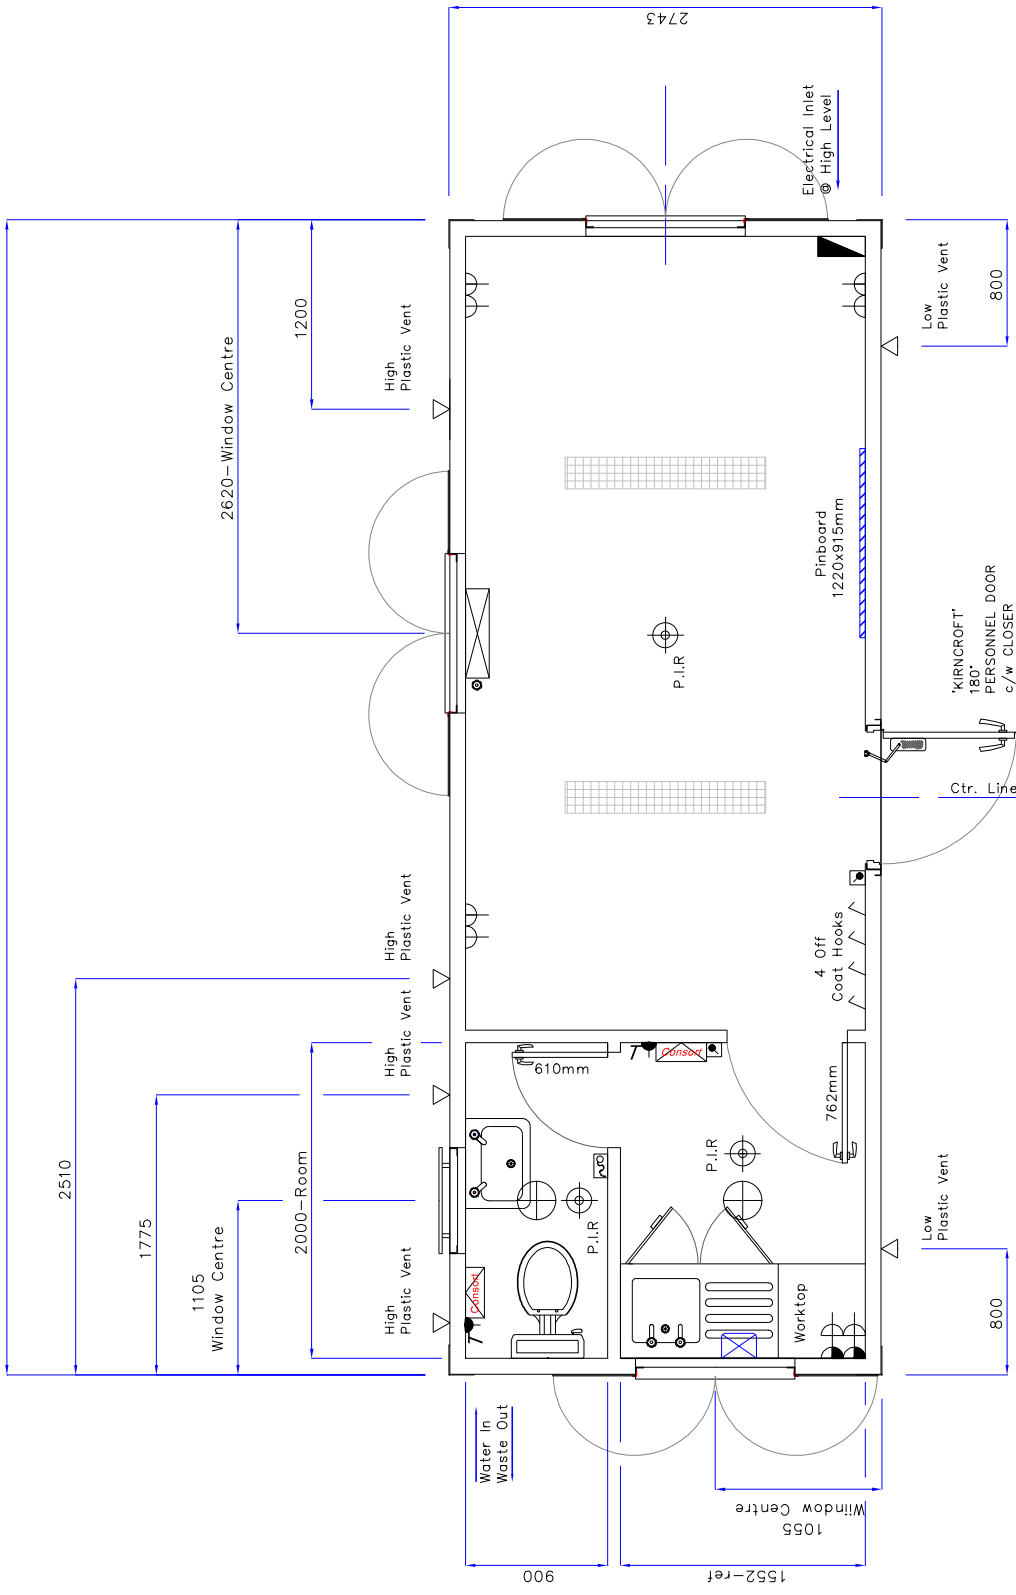 2743
Electrical Inlet
@ High Level
1200
2620-Window Centre
High
Plastic Vent
Low
Plastic Vent
800
Pinboard
1220x915mm
P.I.R
'KIRNCROFT'
180°
PERSONNEL DOOR
c/w CLOSER
Ctr. Line
High
Plastic Vent
4 Off
Coat Hooks
High
Plastic Vent
2510
1775
2000-Room
1105
Window Centre
610mm
T
Consort
762mm
P.I.R
P.I.R
Low
Plastic Vent
800
High
Plastic Vent
Consort
T
Worktop
Water In
Waste Out
Wiindow Centre
1055
900
1552-ref